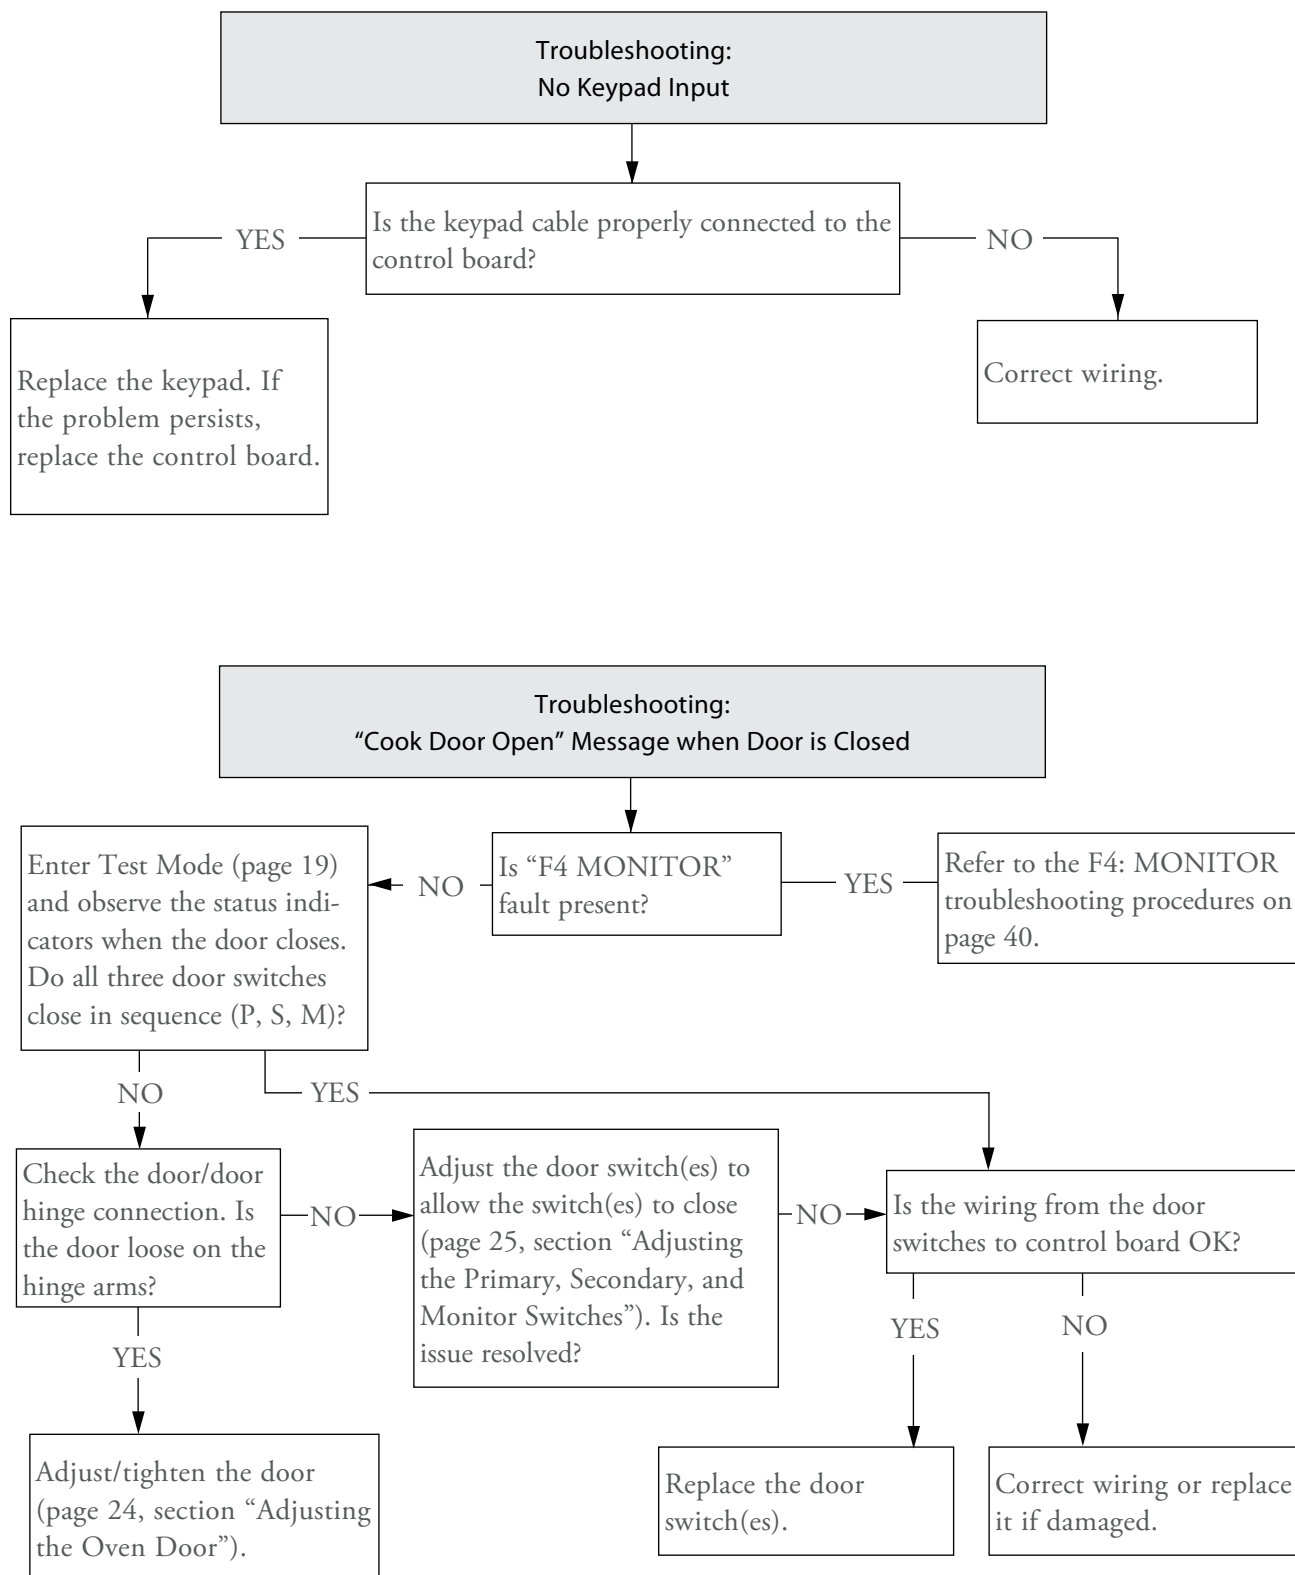 Troubleshooting:
No Keypad Input
Is the keypad cable properly connected to the
control board?
YES
NO
Replace the keypad. If
the problem persists,
replace the control board.
Correct wiring.
Troubleshooting:
“Cook Door Open” Message when Door is Closed
Is “F4 MONITOR”
fault present?
NO
YES
Enter Test Mode (page 19)
and observe the status indi-
cators when the door closes.
Do all three door switches
close in sequence (P, S, M)?
Refer to the F4: MONITOR
troubleshooting procedures on
page 40.
NO
YES
Check the door/door
hinge connection. Is
the door loose on the
hinge arms?
NO
Adjust the door switch(es) to
allow the switch(es) to close
(page 25, section “Adjusting
the Primary, Secondary, and
Monitor Switches”). Is the
issue resolved?
NO
Is the wiring from the door
switches to control board OK?
YES
YES
NO
Adjust/tighten the door
(page 24, section “Adjusting
the Oven Door”).
Replace the door
switch(es).
Correct wiring or replace
it if damaged.